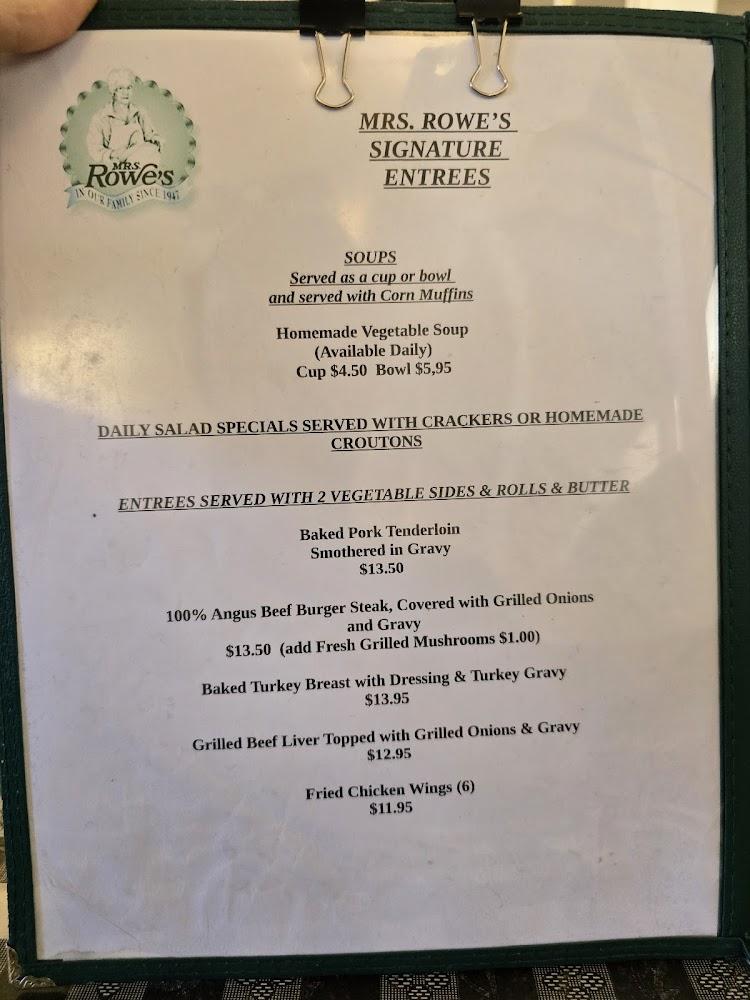 MRS.
Rowe's
IN OUR FAMILY SINCE 1947
MRS. ROWE'S
SIGNATURE
ENTREES
SOUPS
Served as a cup or bowl
and served with Corn Muffins
Homemade Vegetable Soup
(Available Daily)
Cup $4.50 Bowl $5,95
DAILY SALAD SPECIALS SERVED WITH CRACKERS OR HOMEMADE
CROUTONS
ENTREES SERVED WITH 2 VEGETABLE SIDES & ROLLS & BUTTER
Baked Pork Tenderloin
Smothered in Gravy
$13.50
100% Angus Beef Burger Steak, Covered with Grilled Onions
and Gravy
$13.50 (add Fresh Grilled Mushrooms $1.00)
Baked Turkey Breast with Dressing & Turkey Gravy
$13.95
Grilled Beef Liver Topped with Grilled Onions & Gravy
$12.95
Fried Chicken Wings (6)
$11.95